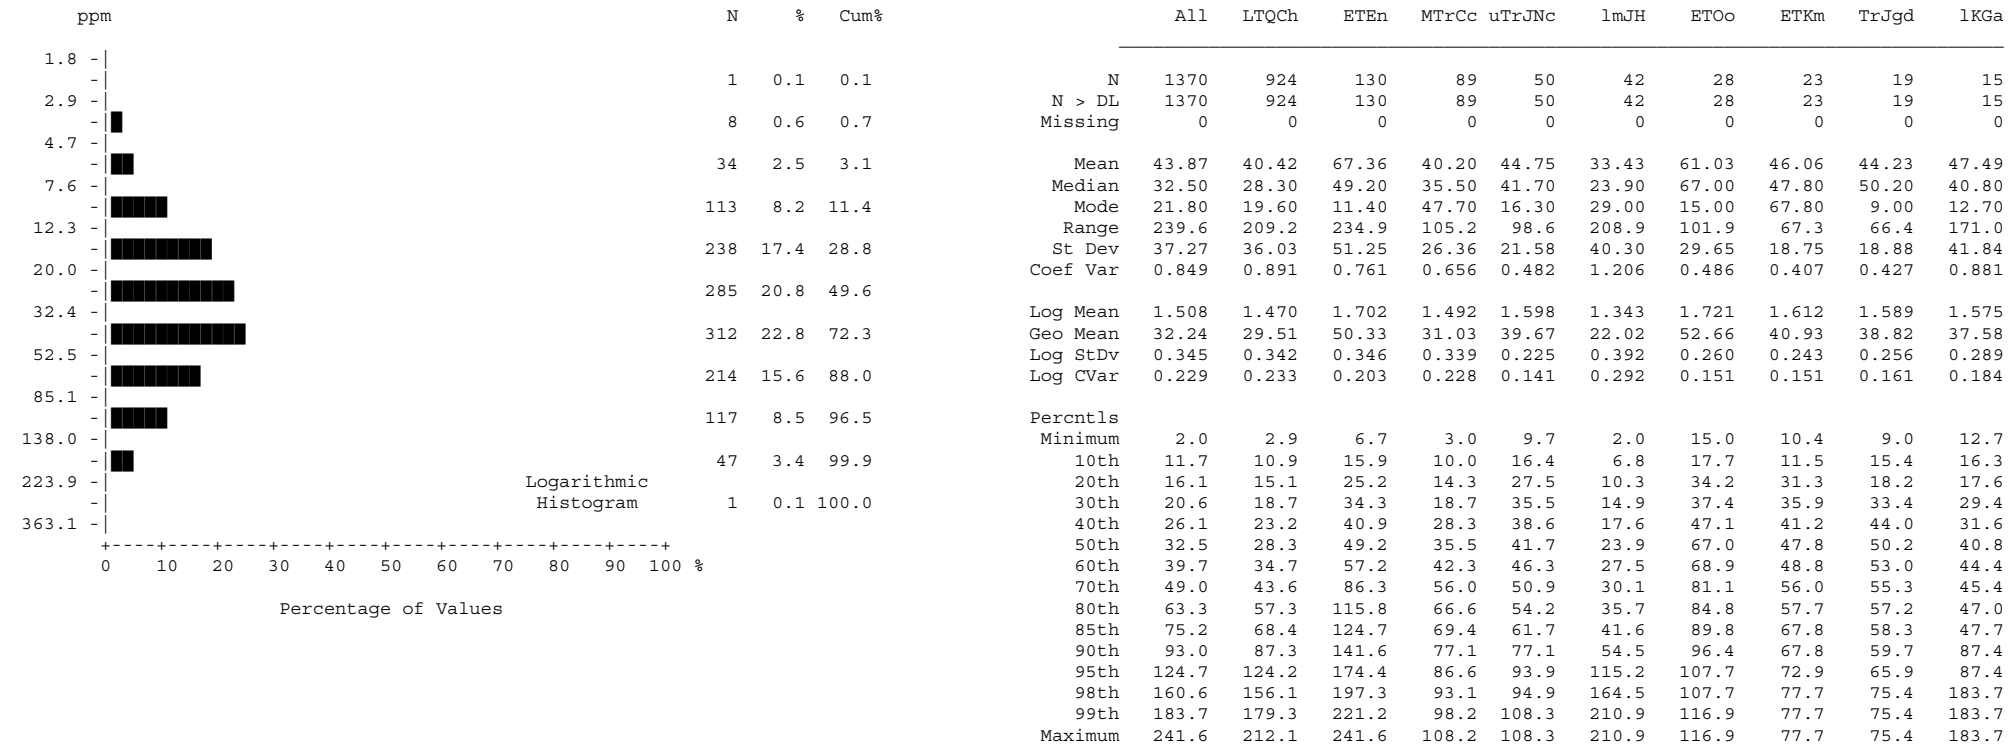 ppm N % Cum% All LTQCh ETEn MTrCc uTrJNc lmJH ETOo ETKm TrJgd lKGa
1.8 -|
-| 1 0.1 0.1 N 1370 924 130 89 50 42 28 23 19 15
2.9 -| N > DL 1370 924 130 89 50 42 28 23 19 15
-| 8 0.6 0.7 Missing 0 0 0 0 0 0 0 0 0 0
4.7 -|
-| 34 2.5 3.1 Mean 43.87 40.42 67.36 40.20 44.75 33.43 61.03 46.06 44.23 47.49
7.6 -| Median 32.50 28.30 49.20 35.50 41.70 23.90 67.00 47.80 50.20 40.80
-| 113 8.2 11.4 Mode 21.80 19.60 11.40 47.70 16.30 29.00 15.00 67.80 9.00 12.70
12.3 -| Range 239.6 209.2 234.9 105.2 98.6 208.9 101.9 67.3 66.4 171.0
-| 238 17.4 28.8 St Dev 37.27 36.03 51.25 26.36 21.58 40.30 29.65 18.75 18.88 41.84
20.0 -| Coef Var 0.849 0.891 0.761 0.656 0.482 1.206 0.486 0.407 0.427 0.881
-| 285 20.8 49.6
32.4 -| Log Mean 1.508 1.470 1.702 1.492 1.598 1.343 1.721 1.612 1.589 1.575
-| 312 22.8 72.3 Geo Mean 32.24 29.51 50.33 31.03 39.67 22.02 52.66 40.93 38.82 37.58
52.5 -| Log StDv 0.345 0.342 0.346 0.339 0.225 0.392 0.260 0.243 0.256 0.289
-| 214 15.6 88.0 Log CVar 0.229 0.233 0.203 0.228 0.141 0.292 0.151 0.151 0.161 0.184
85.1 -|
-| 117 8.5 96.5 Percntls
138.0 -| Minimum 2.0 2.9 6.7 3.0 9.7 2.0 15.0 10.4 9.0 12.7
-| 47 3.4 99.9 10th 11.7 10.9 15.9 10.0 16.4 6.8 17.7 11.5 15.4 16.3
223.9 -| Logarithmic 20th 16.1 15.1 25.2 14.3 27.5 10.3 34.2 31.3 18.2 17.6
-| Histogram 1 0.1 100.0 30th 20.6 18.7 34.3 18.7 35.5 14.9 37.4 35.9 33.4 29.4
363.1 -| 40th 26.1 23.2 40.9 28.3 38.6 17.6 47.1 41.2 44.0 31.6
+----+----+----+----+----+----+----+----+----+----+ 50th 32.5 28.3 49.2 35.5 41.7 23.9 67.0 47.8 50.2 40.8
0 10 20 30 40 50 60 70 80 90 100 % 60th 39.7 34.7 57.2 42.3 46.3 27.5 68.9 48.8 53.0 44.4
70th 49.0 43.6 86.3 56.0 50.9 30.1 81.1 56.0 55.3 45.4
Percentage of Values 80th 63.3 57.3 115.8 66.6 54.2 35.7 84.8 57.7 57.2 47.0
85th 75.2 68.4 124.7 69.4 61.7 41.6 89.8 67.8 58.3 47.7
90th 93.0 87.3 141.6 77.1 77.1 54.5 96.4 67.8 59.7 87.4
95th 124.7 124.2 174.4 86.6 93.9 115.2 107.7 72.9 65.9 87.4
98th 160.6 156.1 197.3 93.1 94.9 164.5 107.7 77.7 75.4 183.7
99th 183.7 179.3 221.2 98.2 108.3 210.9 116.9 77.7 75.4 183.7
Maximum 241.6 212.1 241.6 108.2 108.3 210.9 116.9 77.7 75.4 183.7